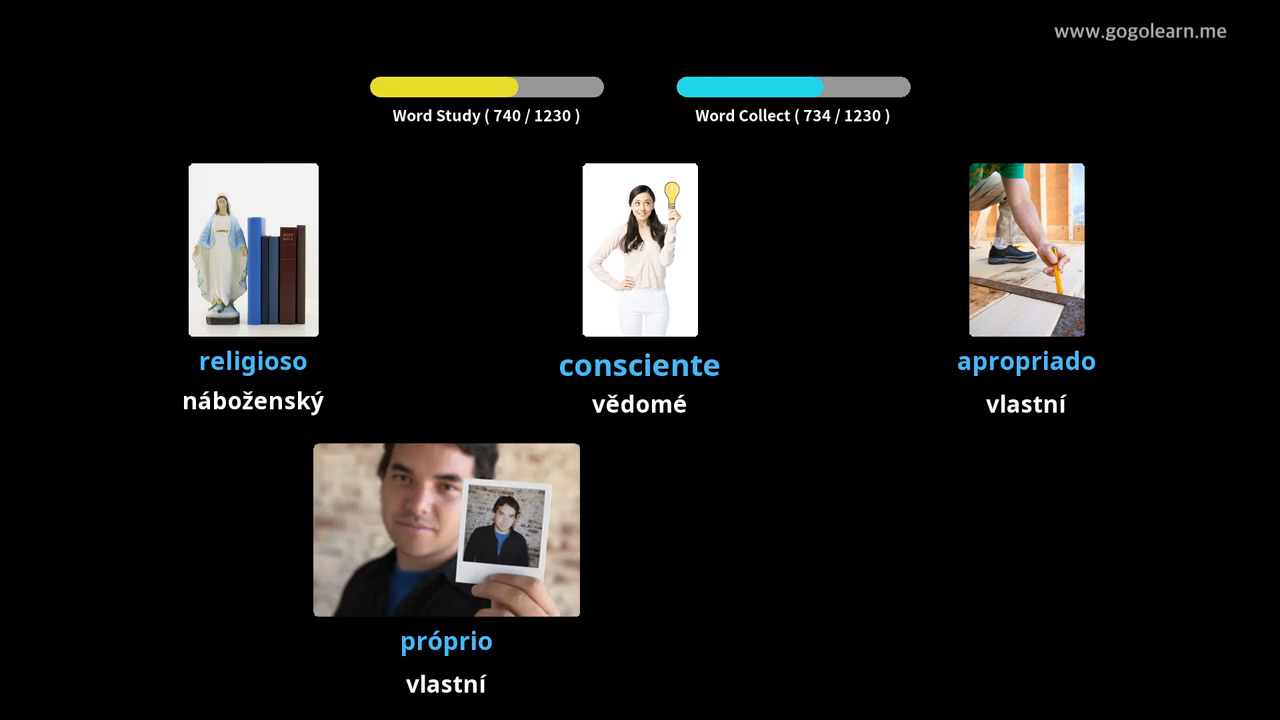 www.gogolearn.me
Word Study ( 740 / 1230 )
Word Collect ( 734 / 1230 )
religioso
consciente
apropriado
náboženský
vědomé
vlastní
próprio
vlastní